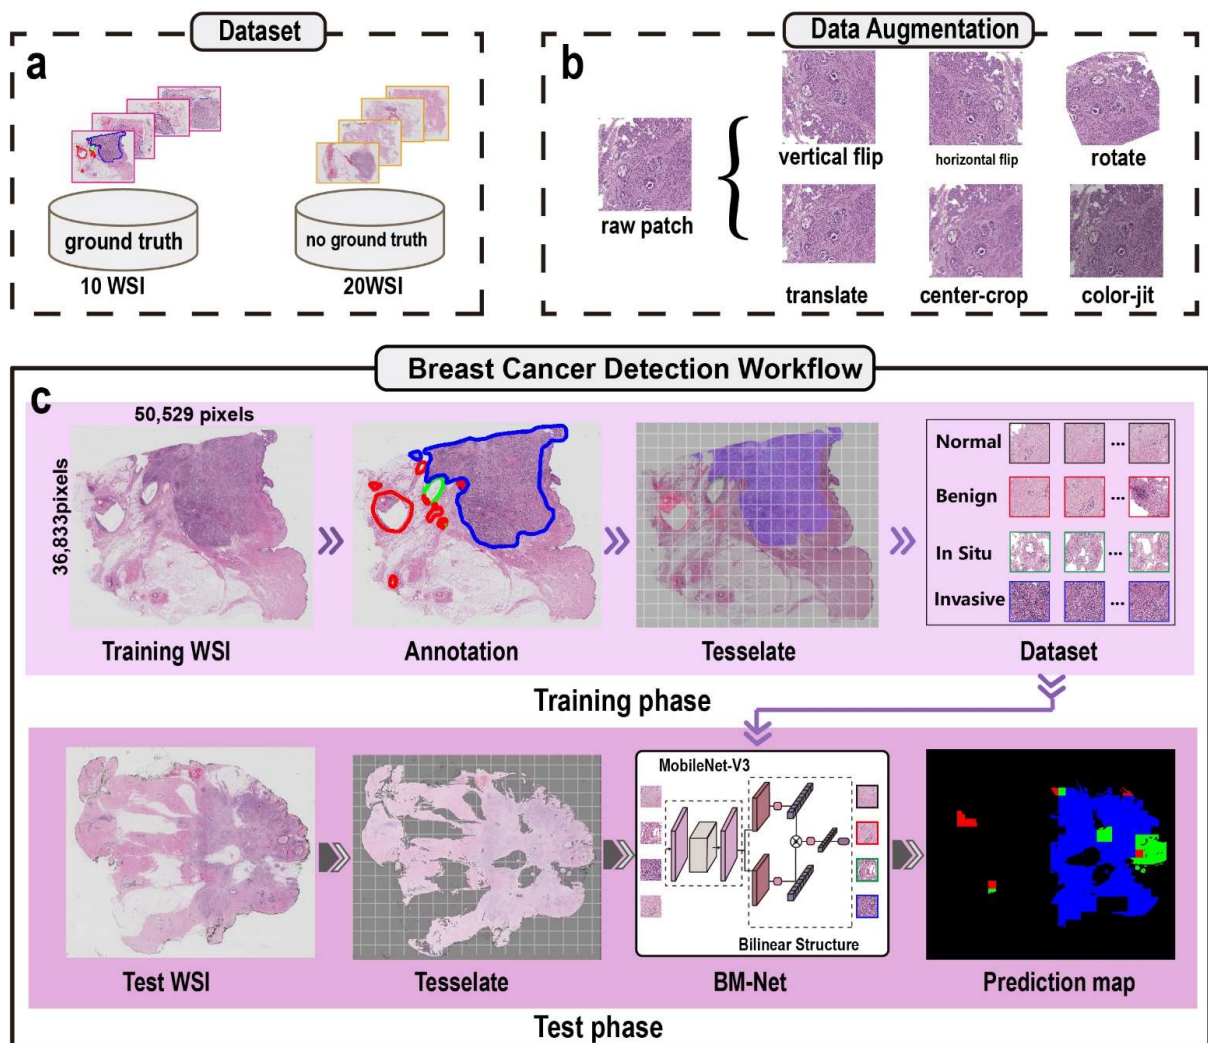 Dataset
a
ground truth
10 WSI
no ground truth
20WSI
Data Augmentation
b
raw patch
vertical flip
horizontal flip
rotate
translate
center-crop
color-jit
Breast Cancer Detection Workflow
c
50,529 pixels
36,833pixels
Training WSI
Annotation
Tesselate
Normal
...
Benign
...
In Situ
...
Invasive
...
Dataset
Training phase
Test WSI
Tesselate
MobileNet-V3
Bilinear Structure
BM-Net
Prediction map
Test phase